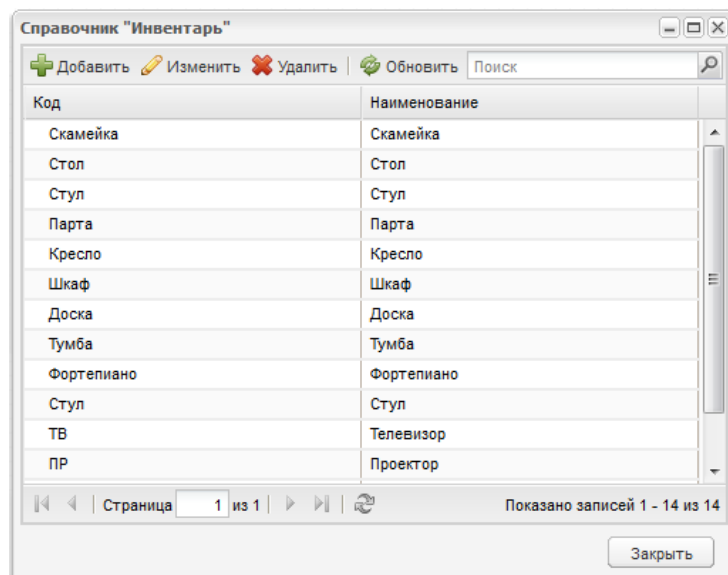 Справочник "Инвентарь"
Добавить Изменить Удалить Обновить Поиск
Код Наименование
Скамейка Скамейка
Стол Стол
Стул Стул
Парта Парта
Кресло Кресло
Шкаф Шкаф
Доска Доска
Тумба Тумба
Фортепиано Фортепиано
Стул Стул
ТВ Телевизор
ПР Проектор
Страница 1 из 1 Показано записей 1 - 14 из 14
Закрыть